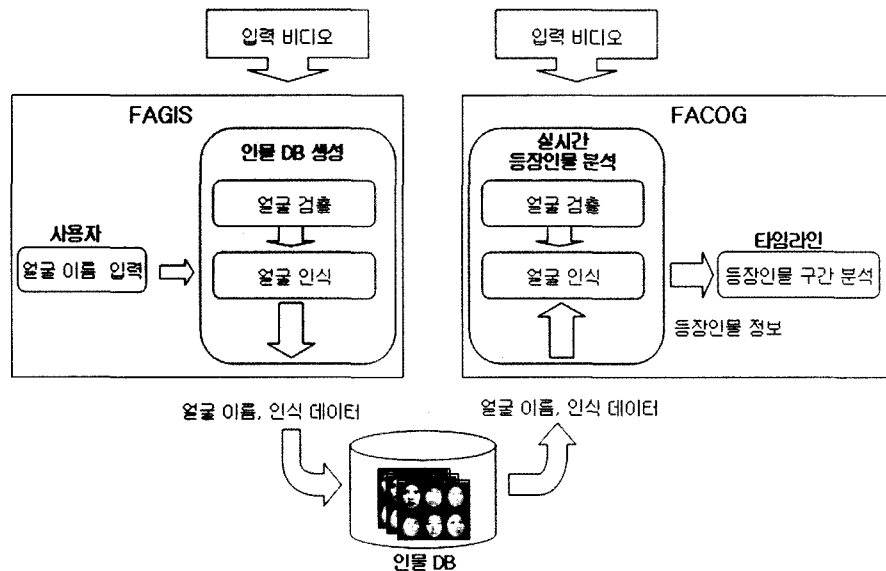 입력 비디오
입력 비디오
FAGIS
인물 DB 생성
얼굴 검출
사용자
얼굴 이름 입력
얼굴 인식
FACOG
실시간
등장인물 분석
얼굴 검출
얼굴 인식
타임라인
등장인물 구간 분석
등장인물 정보
얼굴 이름, 인식 데이터
얼굴 이름, 인식 데이터
인물 DB